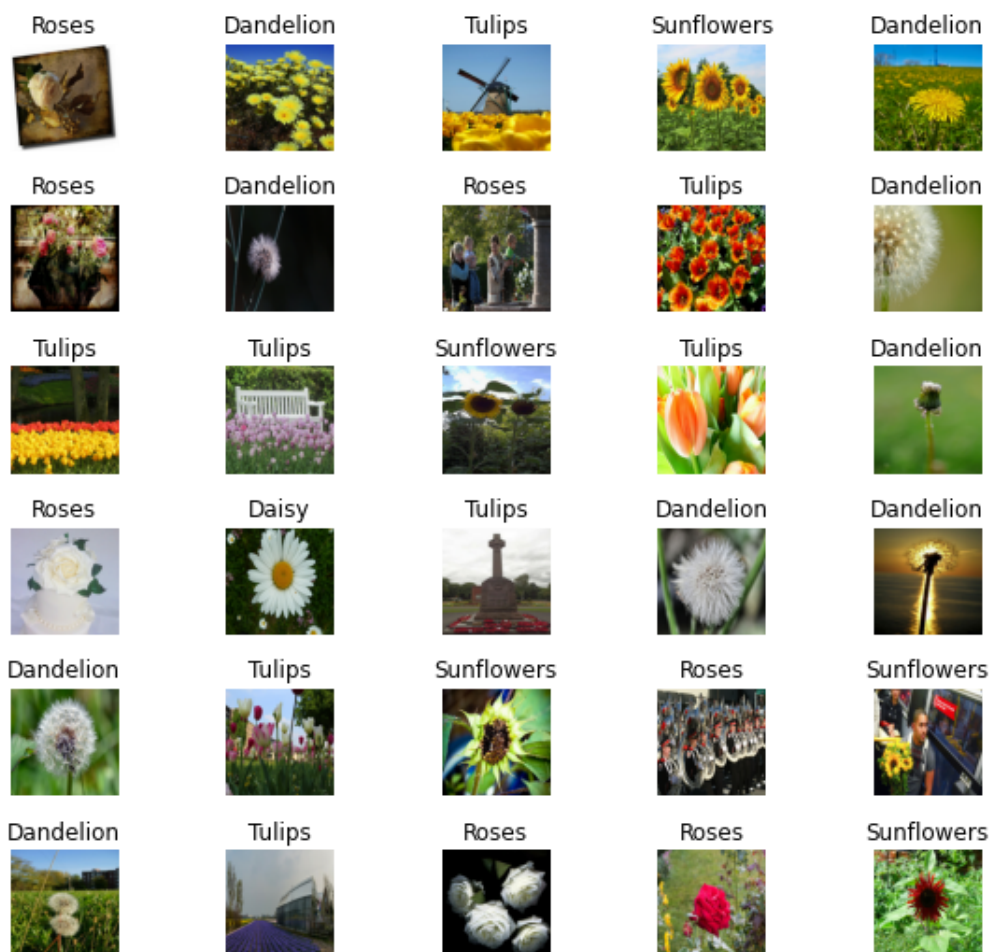 Roses Dandelion Tulips Sunflowers Dandelion
Roses Dandelion Roses Tulips Dandelion
Tulips Tulips Sunflowers Tulips Dandelion
Roses Daisy Tulips Dandelion Dandelion
Dandelion Tulips Sunflowers Roses Sunflowers
Dandelion Tulips Roses Roses Sunflowers